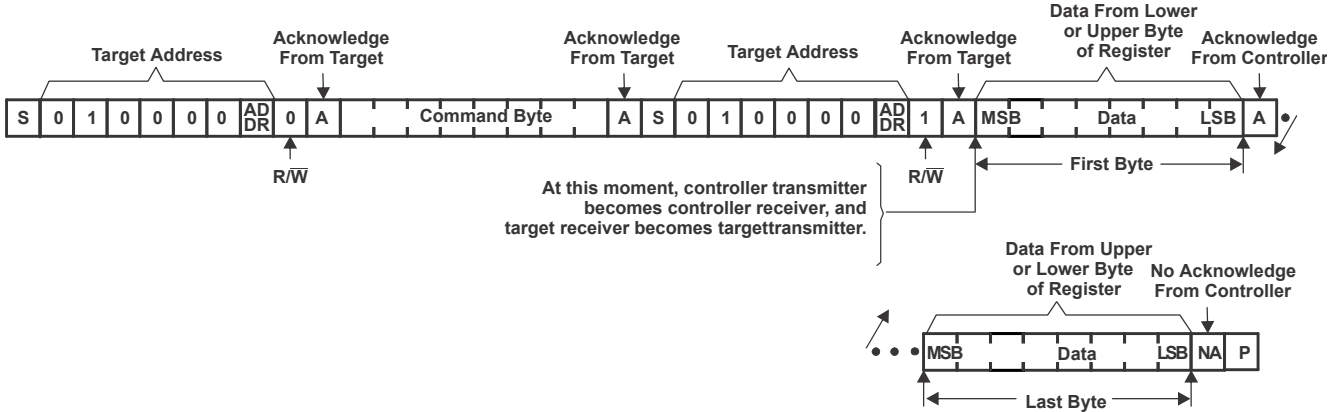 Data From Lower
or Upper Byte
of Register
Acknowledge
From Target
Acknowledge
From Target
Acknowledge
From Target
Acknowledge
From Controller
Target Address
Target Address
S 0 1 0 0 0 0 AD DR 0 A Command Byte A S 0 1 0 0 0 0 AD DR 1 A MSB Data LSB A
R/W̅
R/W̅
First Byte
At this moment, controller transmitter
becomes controller receiver, and
target receiver becomes targettransmitter.
Data From Upper
or Lower Byte
of Register
No Acknowledge
From Controller
MSB Data LSB NA P
Last Byte